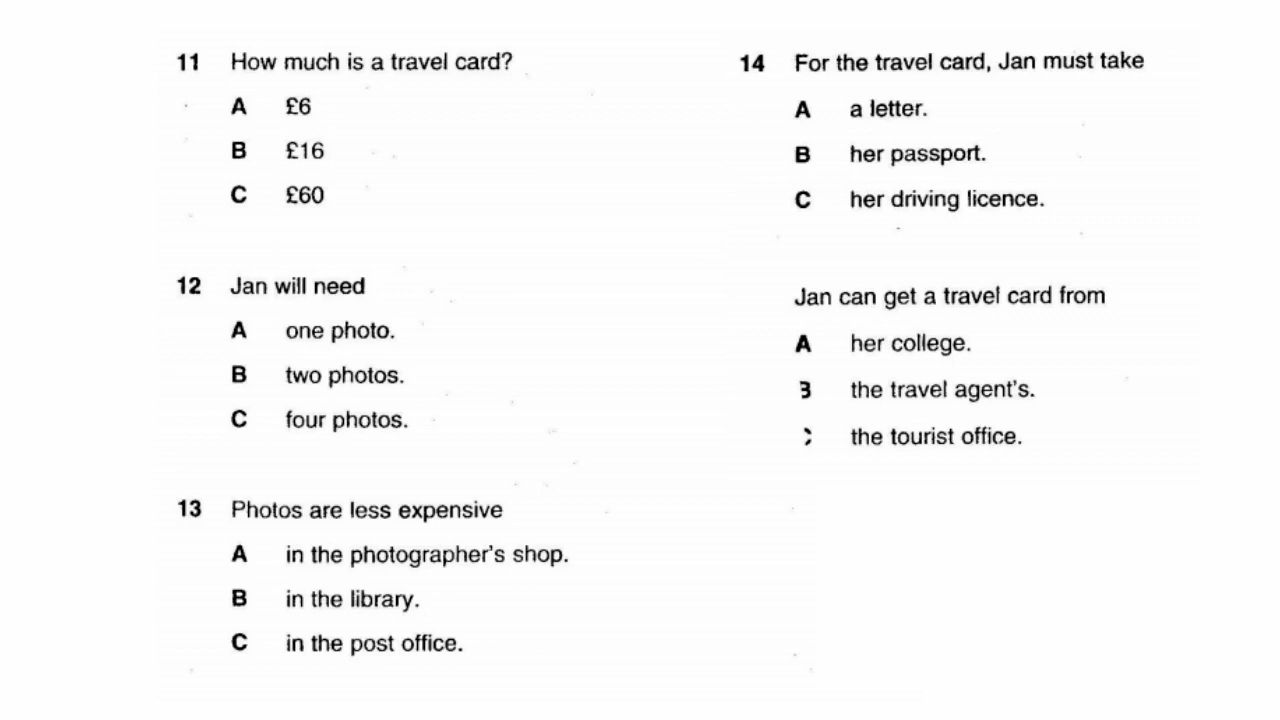 11 How much is a travel card?
A £6
B £16
C £60
12 Jan will need
A one photo.
B two photos.
C four photos.
13 Photos are less expensive
A in the photographer's shop.
B in the library.
C in the post office.
14 For the travel card, Jan must take
A a letter.
B her passport.
C her driving licence.
Jan can get a travel card from
A her college.
B the travel agent's.
C the tourist office.